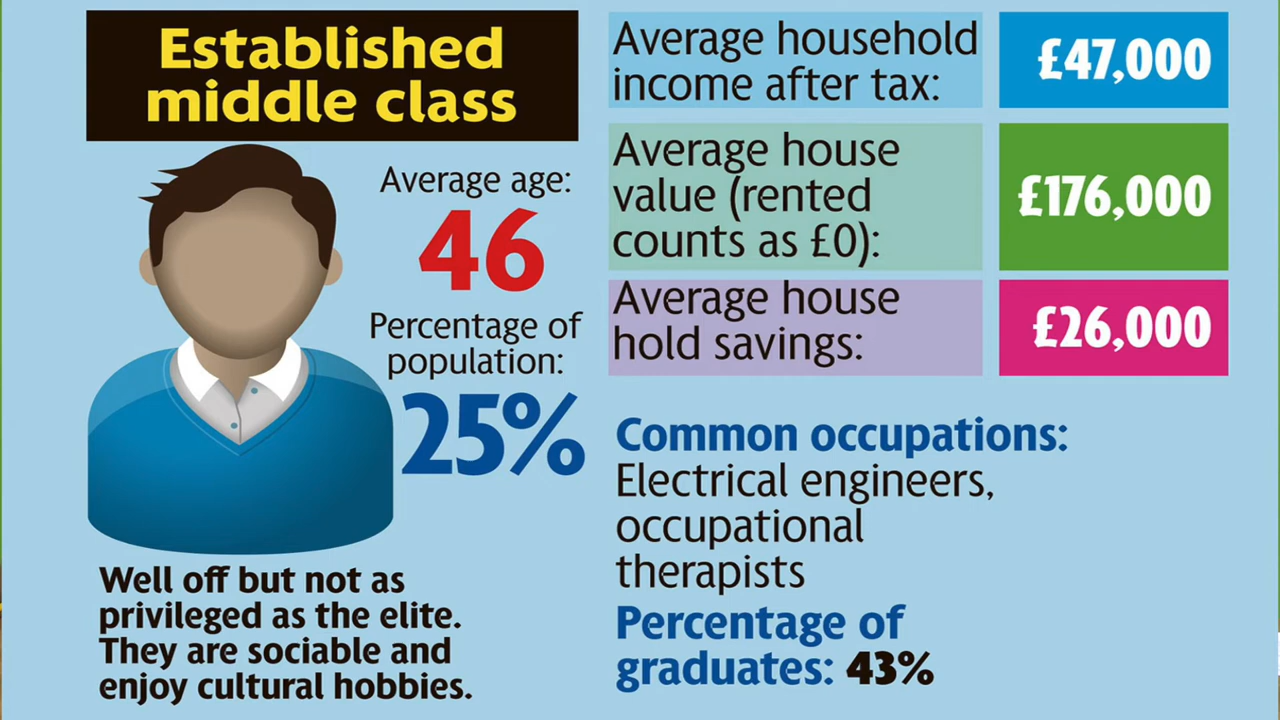 Established
middle class
Average age:
46
Percentage of
population:
25%
Well off but not as
privileged as the elite.
They are sociable and
enjoy cultural hobbies.
Average household
income after tax:
£47,000
Average house
value (rented
counts as £0):
£176,000
Average house
hold savings:
£26,000
Common occupations:
Electrical engineers,
occupational
therapists
Percentage of
graduates: 43%